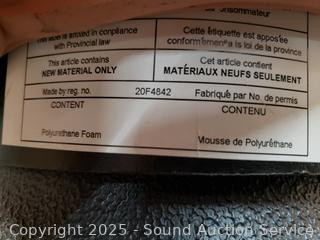 This label is affixed in compliance
with Provincial law
Cette étiquette est apposée
conformément à la loi de la province
This article contains
NEW MATERIAL ONLY
Cet article contient
MATÉRIAUX NEUFS SEULEMENT
Made by reg. no. 20F4842 Fabriqué par No. de permis
CONTENT
CONTENU
Polyurethane Foam
Mousse de Polyuréthane
Copyright 2025 - Sound Auction Service